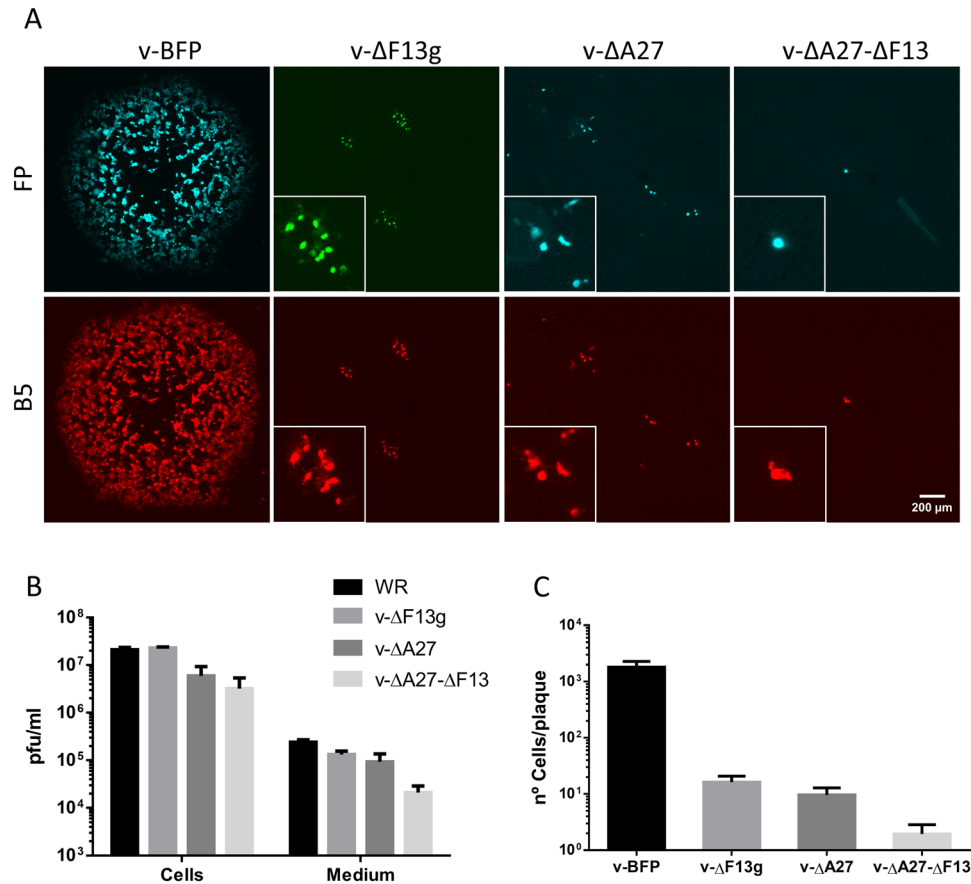 A
v-BFP
v-ΔF13g
v-ΔA27
v-ΔA27-ΔF13
FP
B5
200 µm
B
WR
v-ΔF13g
v-ΔA27
v-ΔA27-ΔF13
pfu/ml
10⁸
10⁷
10⁶
10⁵
10⁴
10³
Cells
Medium
C
nº Cells/plaque
10⁴
10³
10²
10¹
10⁰
v-BFP
v-ΔF13g
v-ΔA27
v-ΔA27-ΔF13